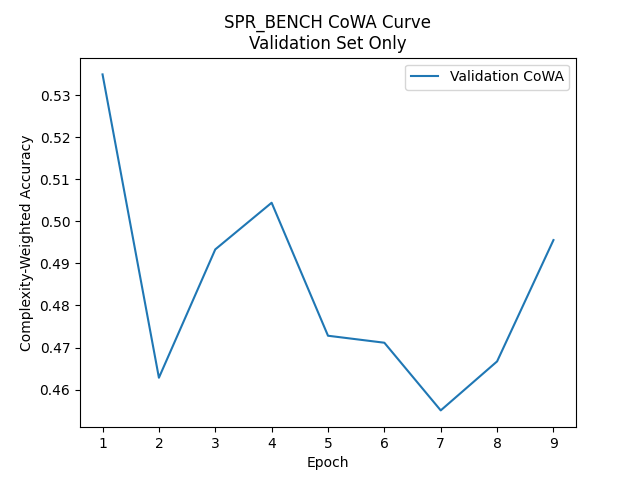 SPR_BENCH CoWA Curve
Validation Set Only
Validation CoWA
Complexity-Weighted Accuracy
0.53
0.52
0.51
0.50
0.49
0.48
0.47
0.46
1 2 3 4 5 6 7 8 9
Epoch